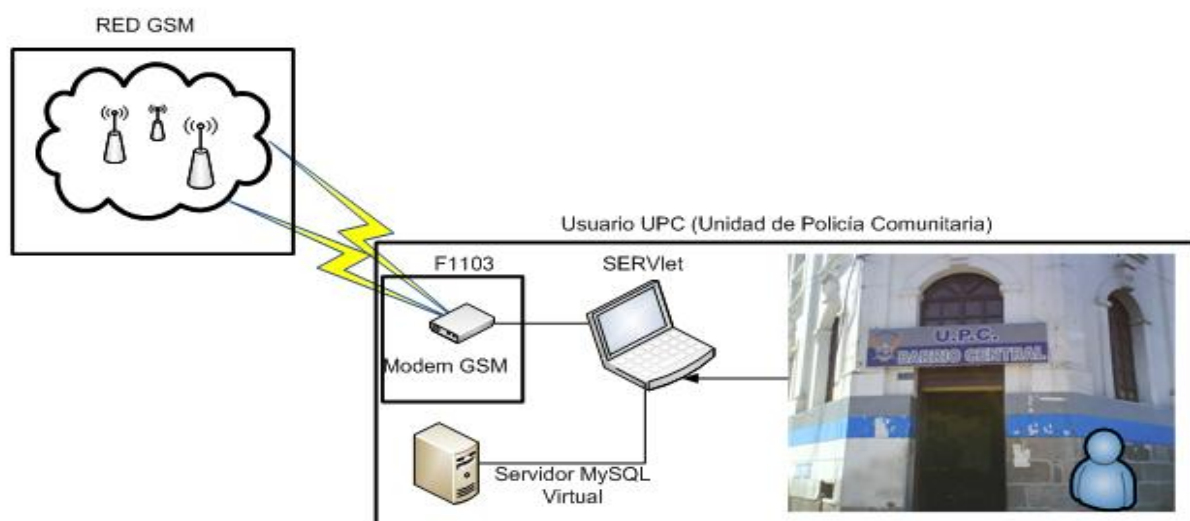 RED GSM
Usuario UPC (Unidad de Policía Comunitaria)
F1103
SERVlet
Modem GSM
U.P.C.
BARRIO CENTRAL
Servidor MySQL
Virtual